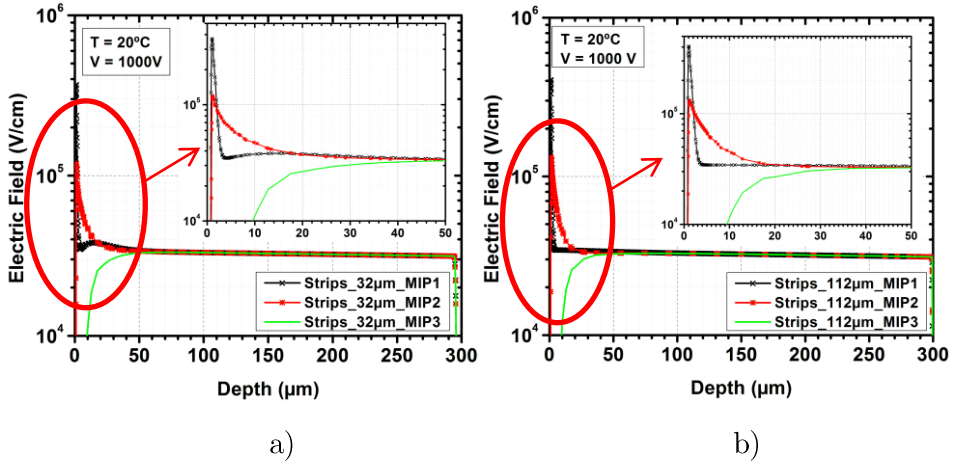 10⁶
T = 20ºC
V = 1000V
10⁵
10⁴
0 10 20 30 40 50
Electric Field (V/cm)
10⁵
Strips_32µm_MIP1
Strips_32µm_MIP2
Strips_32µm_MIP3
10⁴
0 50 100 150 200 250 300
Depth (µm)
a)
10⁶
T = 20ºC
V = 1000 V
10⁵
10⁴
0 10 20 30 40 50
Electric Field (V/cm)
10⁵
Strips_112µm_MIP1
Strips_112µm_MIP2
Strips_112µm_MIP3
10⁴
0 50 100 150 200 250 300
Depth (µm)
b)